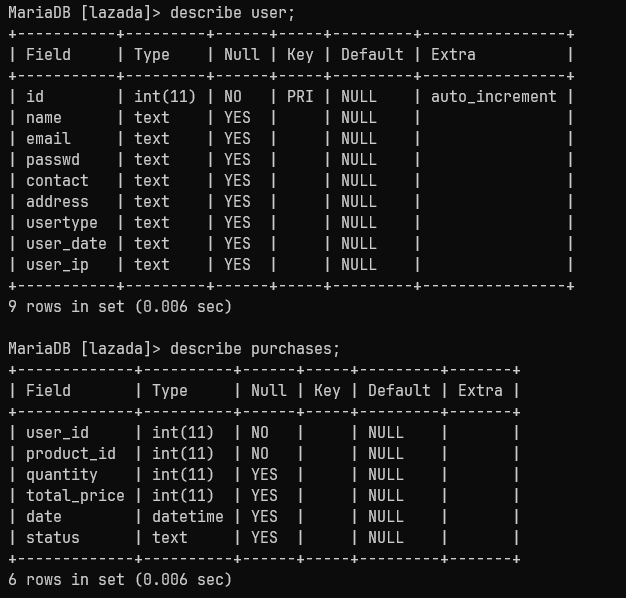 MariaDB [lazada]> describe user;
+-----------+---------+------+-----+---------+----------------+
| Field     | Type    | Null | Key | Default | Extra          |
+-----------+---------+------+-----+---------+----------------+
| id        | int(11) | NO   | PRI | NULL    | auto_increment |
| name      | text    | YES  |     | NULL    |                |
| email     | text    | YES  |     | NULL    |                |
| passwd    | text    | YES  |     | NULL    |                |
| contact   | text    | YES  |     | NULL    |                |
| address   | text    | YES  |     | NULL    |                |
| usertype  | text    | YES  |     | NULL    |                |
| user_date | text    | YES  |     | NULL    |                |
| user_ip   | text    | YES  |     | NULL    |                |
+-----------+---------+------+-----+---------+----------------+
9 rows in set (0.006 sec)

MariaDB [lazada]> describe purchases;
+-------------+----------+------+-----+---------+-------+
| Field       | Type     | Null | Key | Default | Extra |
+-------------+----------+------+-----+---------+-------+
| user_id     | int(11)  | NO   |     | NULL    |       |
| product_id  | int(11)  | NO   |     | NULL    |       |
| quantity    | int(11)  | YES  |     | NULL    |       |
| total_price | int(11)  | YES  |     | NULL    |       |
| date        | datetime | YES  |     | NULL    |       |
| status      | text     | YES  |     | NULL    |       |
+-------------+----------+------+-----+---------+-------+
6 rows in set (0.006 sec)